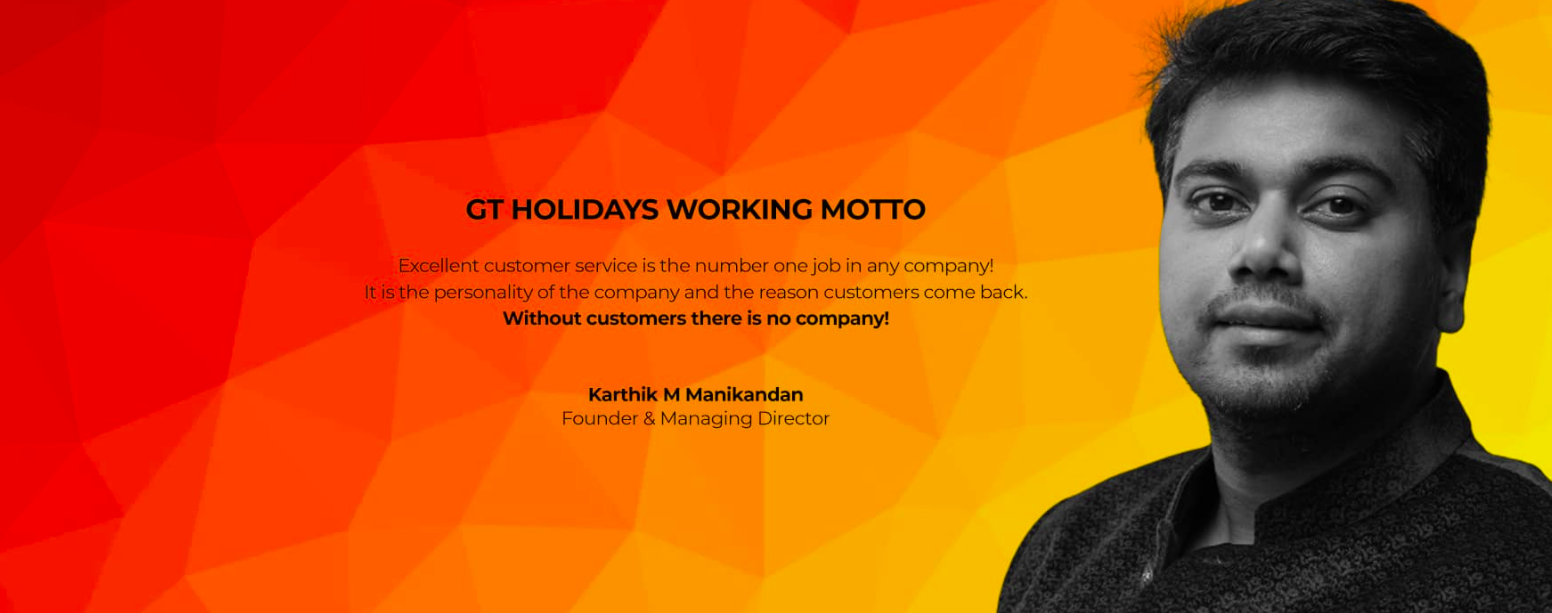 GT HOLIDAYS WORKING MOTTO
Excellent customer service is the number one job in any company!
It is the personality of the company and the reason customers come back.
Without customers there is no company!
Karthik M Manikandan
Founder & Managing Director